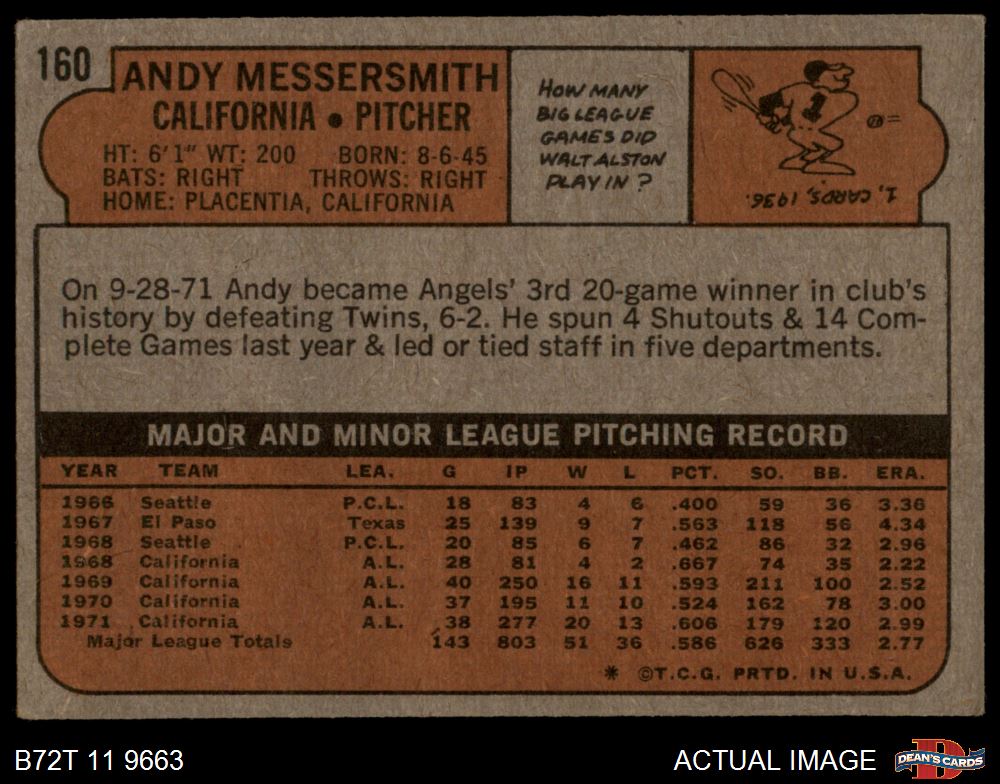 160
ANDY MESSERSMITH
CALIFORNIA • PITCHER
HT: 6'1" WT: 200 BORN: 8-6-45
BATS: RIGHT THROWS: RIGHT
HOME: PLACENTIA, CALIFORNIA
HOW MANY
BIG LEAGUE
GAMES DID
WALT ALSTON
PLAY IN?
1
1, CARDS, 1936.
On 9-28-71 Andy became Angels' 3rd 20-game winner in club's
history by defeating Twins, 6-2. He spun 4 Shutouts & 14 Com-
plete Games last year & led or tied staff in five departments.
MAJOR AND MINOR LEAGUE PITCHING RECORD
YEAR TEAM LEA. G IP W L PCT. SO. BB. ERA.
1966 Seattle P.C.L. 18 83 4 6 .400 59 36 3.36
1967 El Paso Texas 25 139 9 7 .563 118 56 4.34
1968 Seattle P.C.L. 20 85 6 7 .462 86 32 2.96
1968 California A.L. 28 81 4 2 .667 74 35 2.22
1969 California A.L. 40 250 16 11 .593 211 100 2.52
1970 California A.L. 37 195 11 10 .524 162 78 3.00
1971 California A.L. 38 277 20 13 .606 179 120 2.99
Major League Totals 143 803 51 36 .586 626 333 2.77
* ©T.C.G. PRTD. IN U.S.A.
B72T 11 9663
ACTUAL IMAGE
DEAN'S CARDS